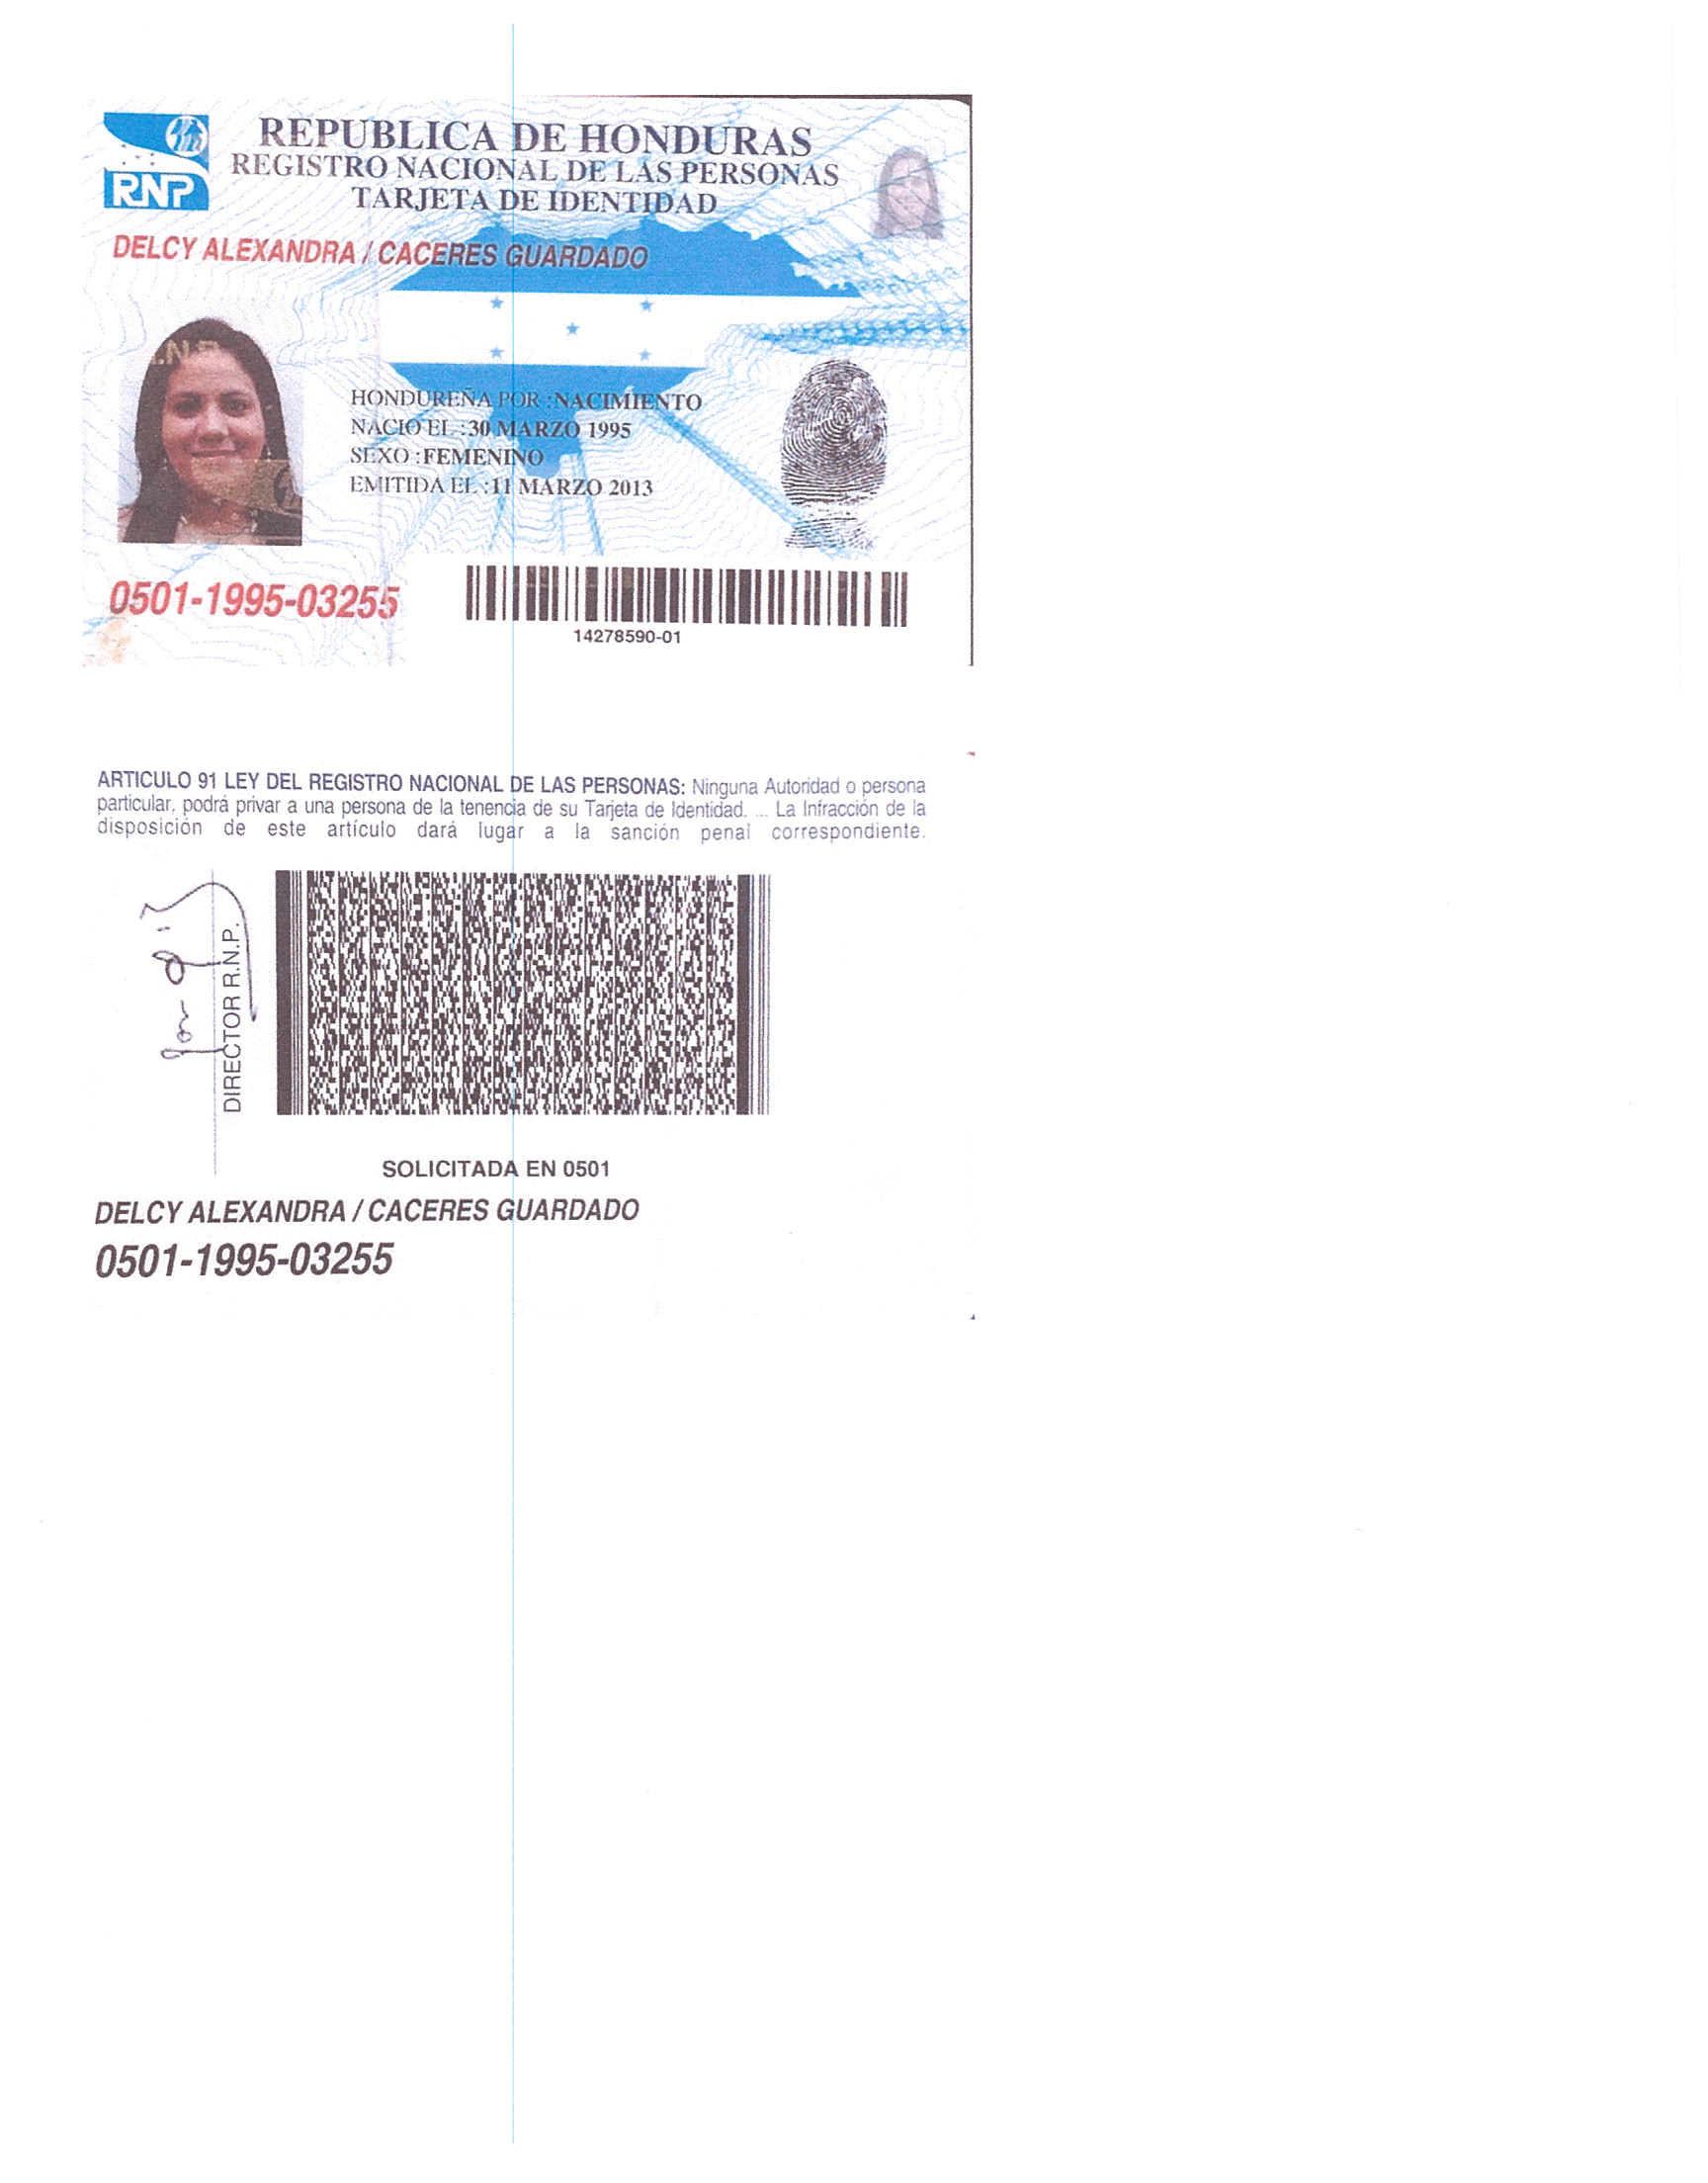 RNP
REPUBLICA DE HONDURAS
REGISTRO NACIONAL DE LAS PERSONAS
TARJETA DE IDENTIDAD
DELCY ALEXANDRA / CACERES GUARDADO
HONDUREÑA POR :NACIMIENTO
NACIO EL :30 MARZO 1995
SEXO :FEMENINO
EMITIDA EL :11 MARZO 2013
0501-1995-03255
14278590-01
ARTICULO 91 LEY DEL REGISTRO NACIONAL DE LAS PERSONAS: Ninguna Autoridad o persona
particular, podrá privar a una persona de la tenencia de su Tarjeta de Identidad. ... La Infracción de la
disposición de este artículo dará lugar a la sanción penal correspondiente.
DIRECTOR R.N.P.
SOLICITADA EN 0501
DELCY ALEXANDRA / CACERES GUARDADO
0501-1995-03255